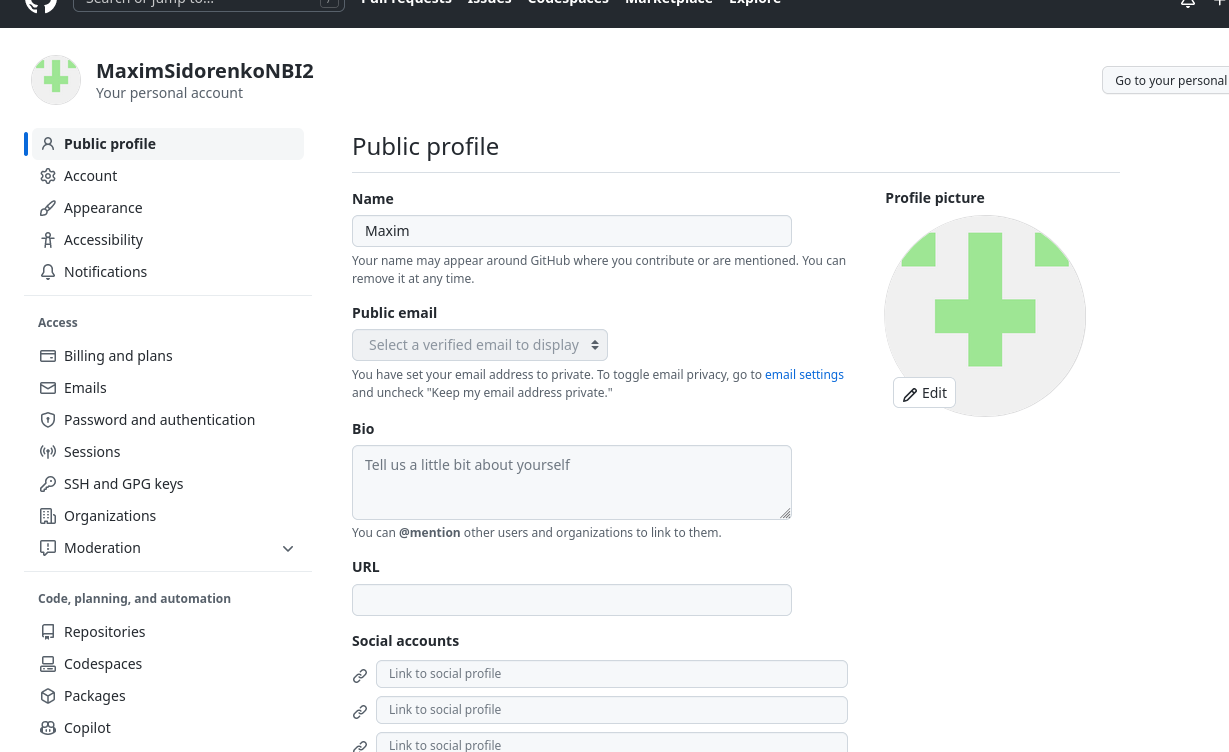 Search or jump to...
/
Pull requests Issues Codespaces Marketplace Explore
MaximSidorenkoNBI2
Your personal account
Go to your personal
Public profile
Account
Appearance
Accessibility
Notifications
Access
Billing and plans
Emails
Password and authentication
Sessions
SSH and GPG keys
Organizations
Moderation
Code, planning, and automation
Repositories
Codespaces
Packages
Copilot
Public profile
Name
Maxim
Your name may appear around GitHub where you contribute or are mentioned. You can
remove it at any time.
Public email
Select a verified email to display
You have set your email address to private. To toggle email privacy, go to email settings
and uncheck "Keep my email address private."
Bio
Tell us a little bit about yourself
You can @mention other users and organizations to link to them.
URL
Social accounts
Link to social profile
Link to social profile
Link to social profile
Profile picture
Edit